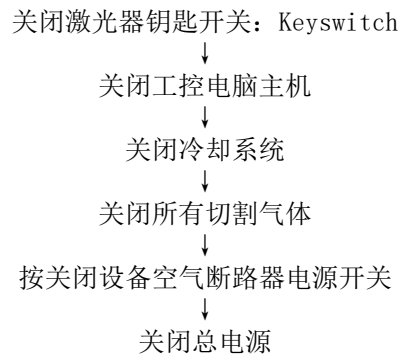 关闭激光器钥匙开关：Keyswitch
关闭工控电脑主机
关闭冷却系统
关闭所有切割气体
按关闭设备空气断路器电源开关
关闭总电源